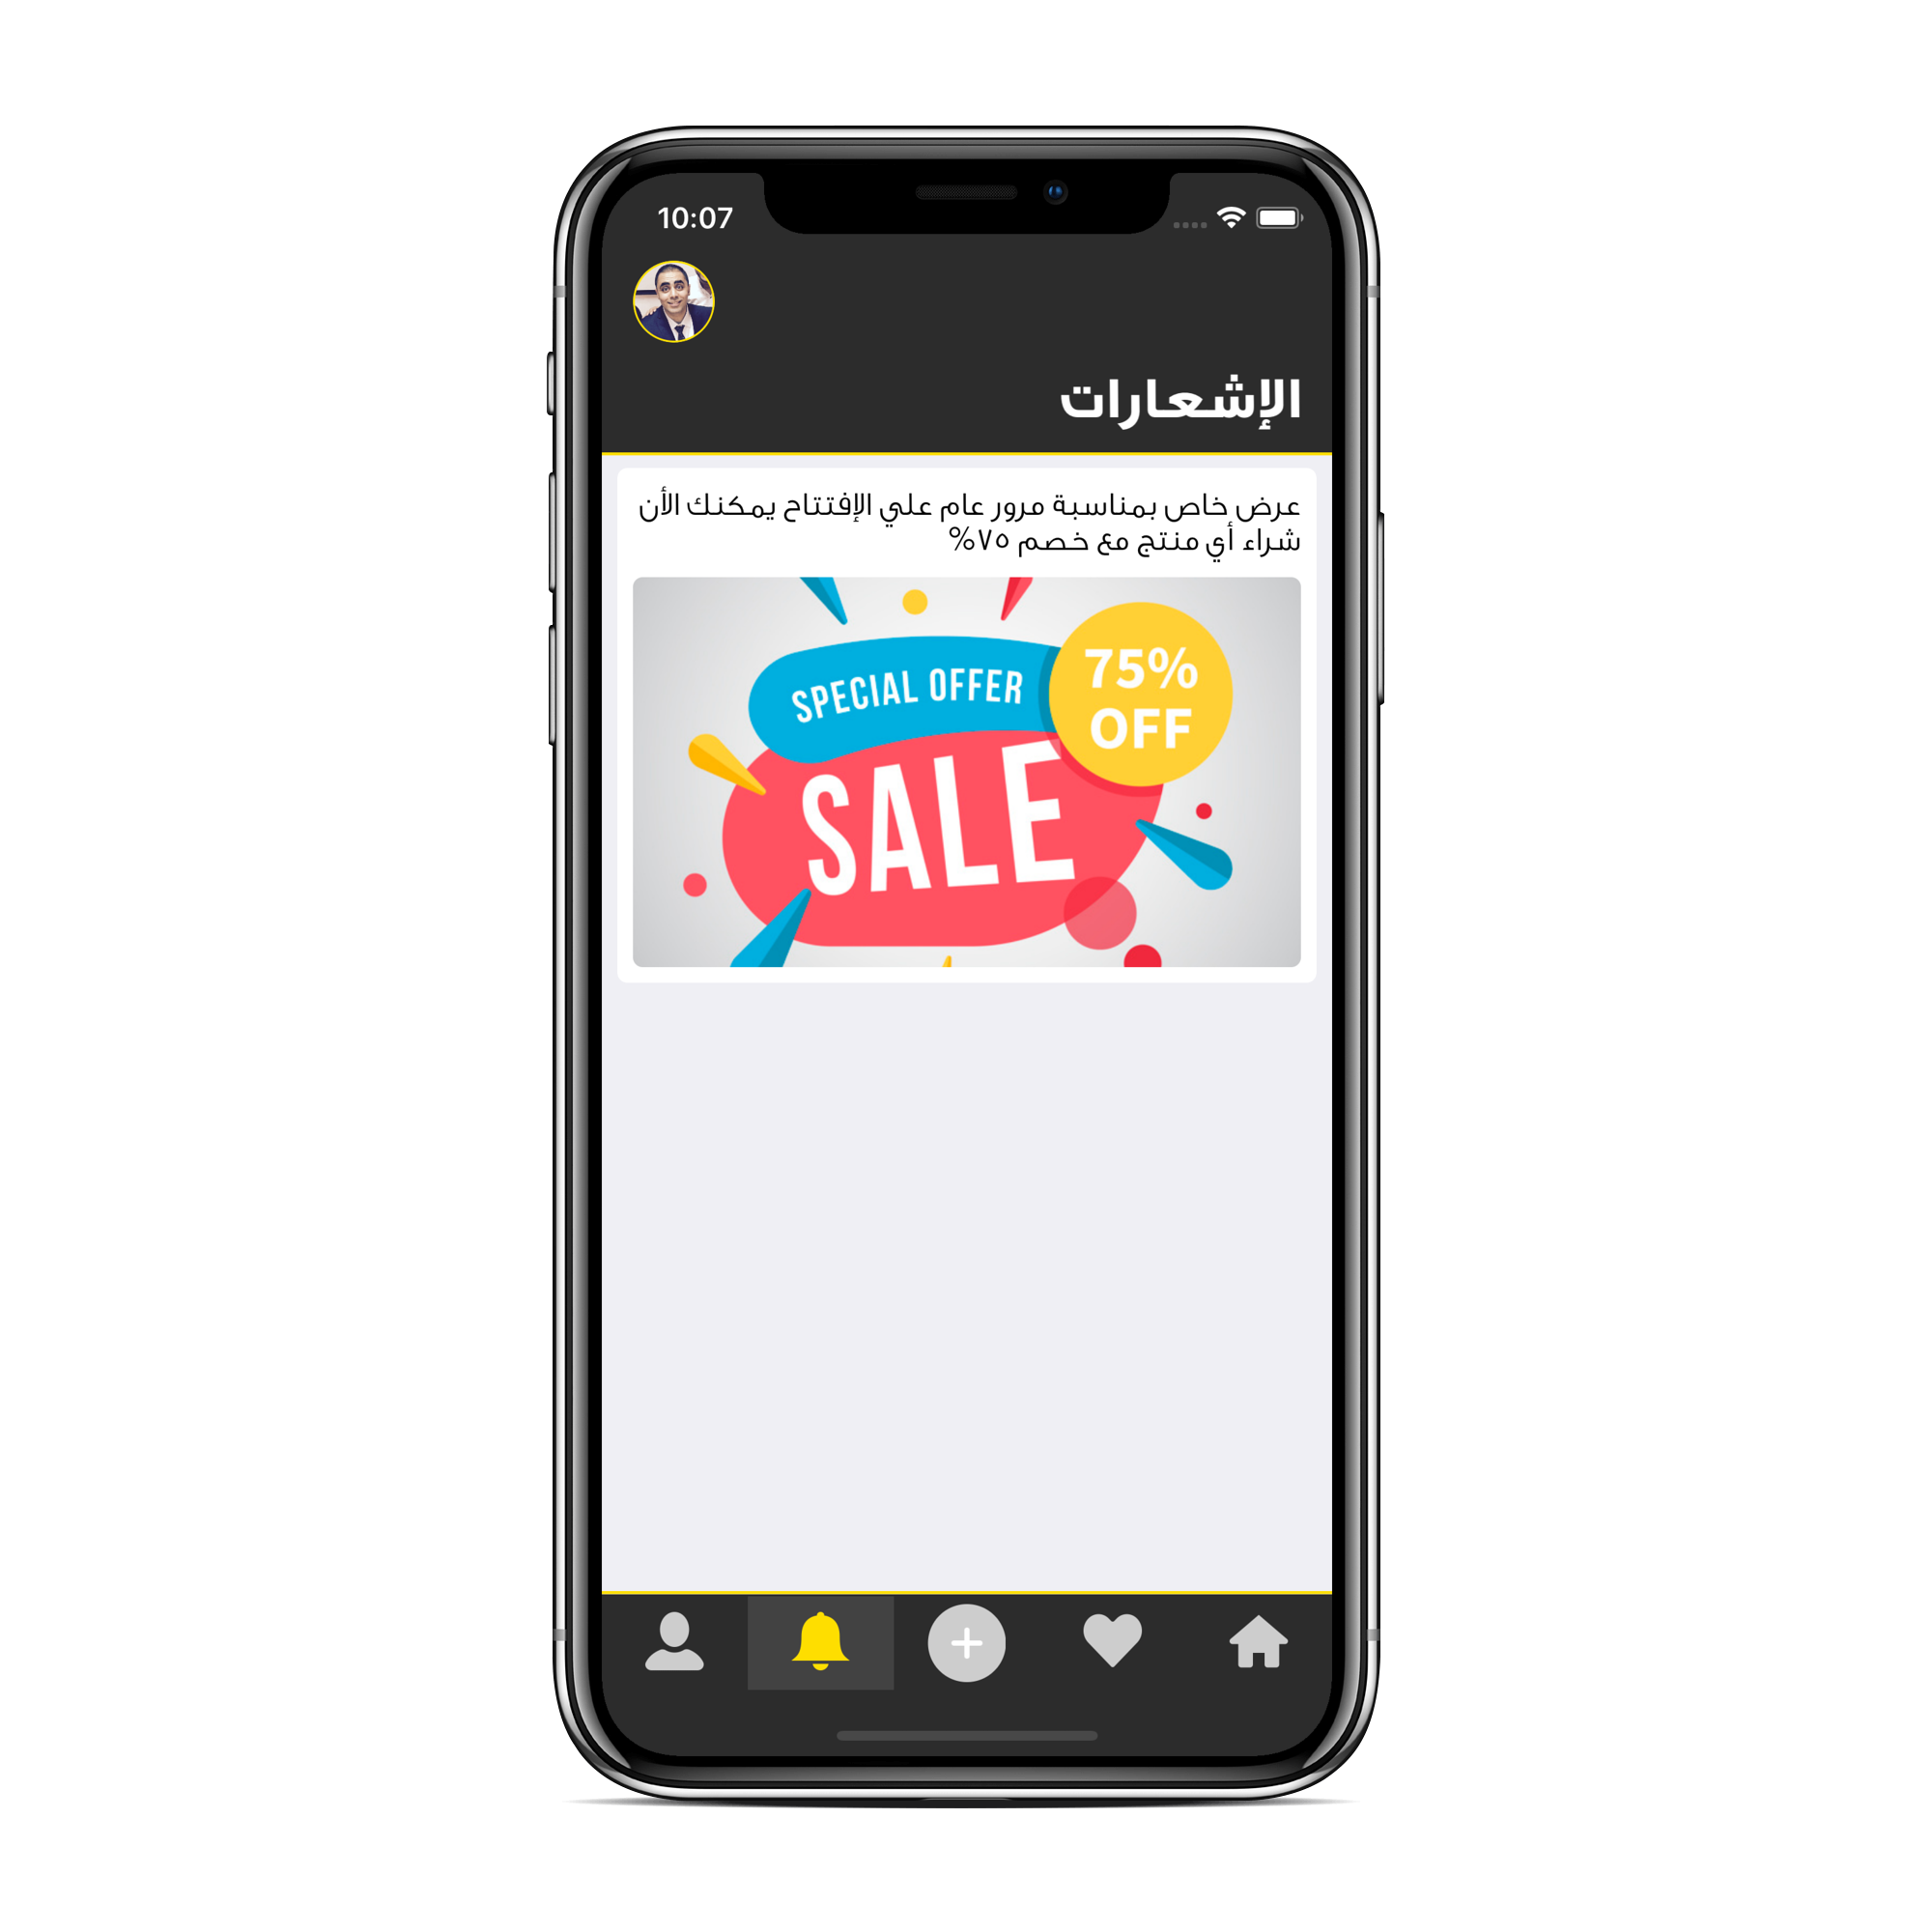 10:07
الإشعارات
عرض خاص بمناسبة مرور عام علي الإفتتاح يمكنك الأن
شراء أي منتج مع خصم ٧٥%
SPECIAL OFFER
75%
OFF
SALE